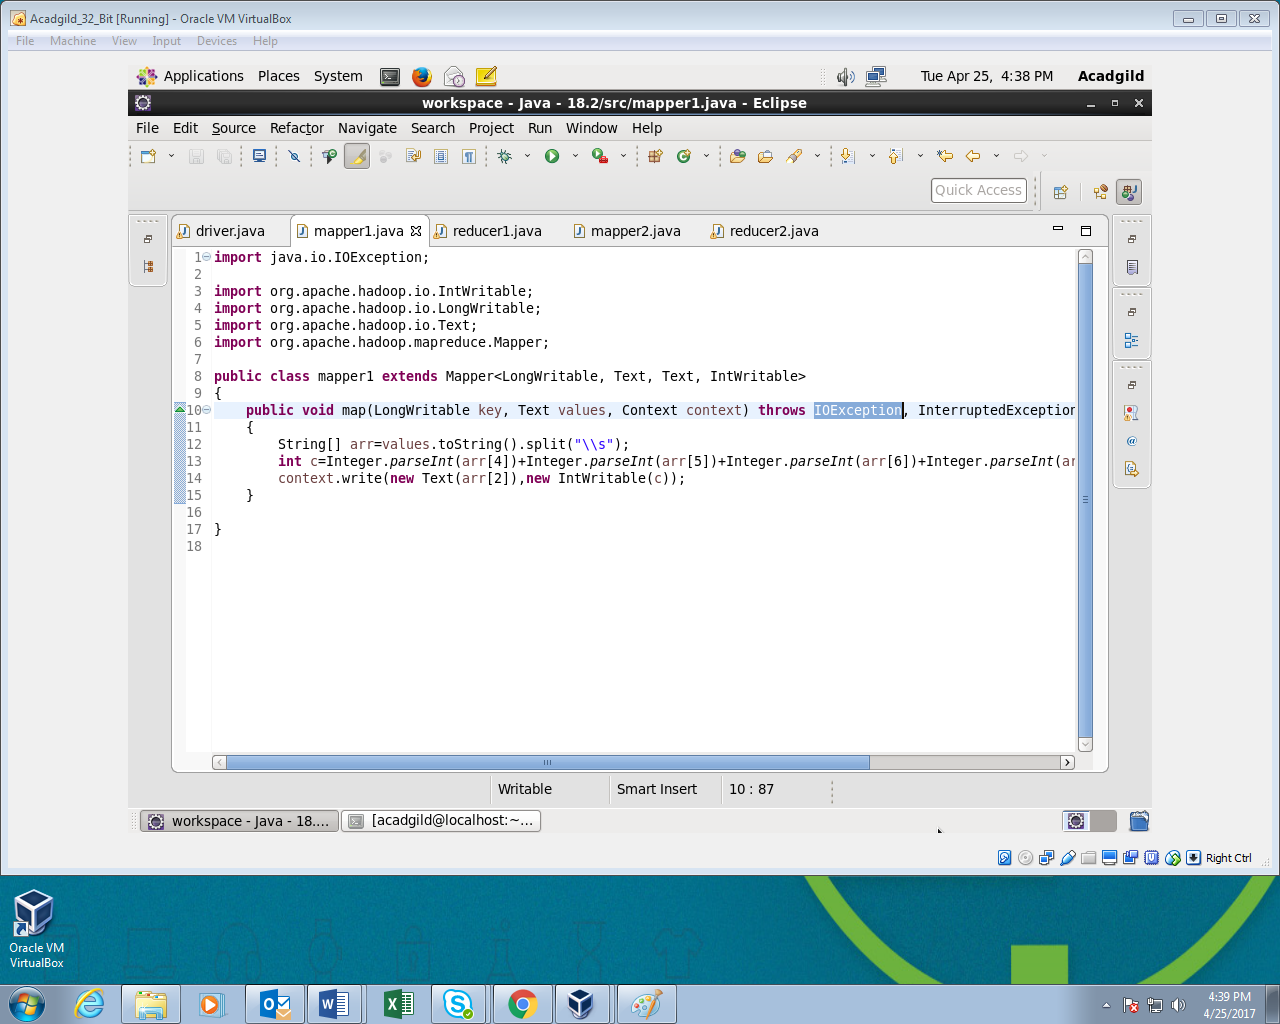 Acadgild_32_Bit [Running] - Oracle VM VirtualBox
File Machine View Input Devices Help
Applications Places System Tue Apr 25, 4:38 PM Acadgild
workspace - Java - 18.2/src/mapper1.java - Eclipse
File Edit Source Refactor Navigate Search Project Run Window Help
Quick Access
driver.java mapper1.java reducer1.java mapper2.java reducer2.java
1 import java.io.IOException;
2
3 import org.apache.hadoop.io.IntWritable;
4 import org.apache.hadoop.io.LongWritable;
5 import org.apache.hadoop.io.Text;
6 import org.apache.hadoop.mapreduce.Mapper;
7
8 public class mapper1 extends Mapper<LongWritable, Text, Text, IntWritable>
9 {
10 public void map(LongWritable key, Text values, Context context) throws IOException, InterruptedException
11 {
12 String[] arr=values.toString().split("\\s");
13 int c=Integer.parseInt(arr[4])+Integer.parseInt(arr[5])+Integer.parseInt(arr[6])+Integer.parseInt(ar
14 context.write(new Text(arr[2]),new IntWritable(c));
15 }
16
17 }
18
Writable Smart Insert 10 : 87
workspace - Java - 18.... [acadgild@localhost:~...
Right Ctrl
Oracle VM
VirtualBox
4:39 PM
4/25/2017